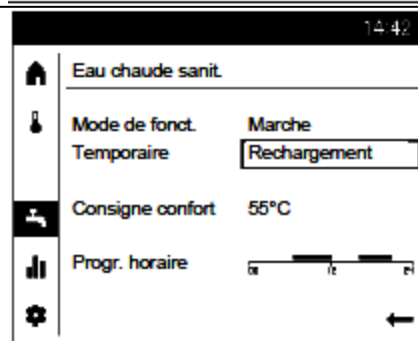 14:42
Eau chaude sanit.
Mode de fonct. Marche
Temporaire Rechargement
Consigne confort 55°C
Progr. horaire